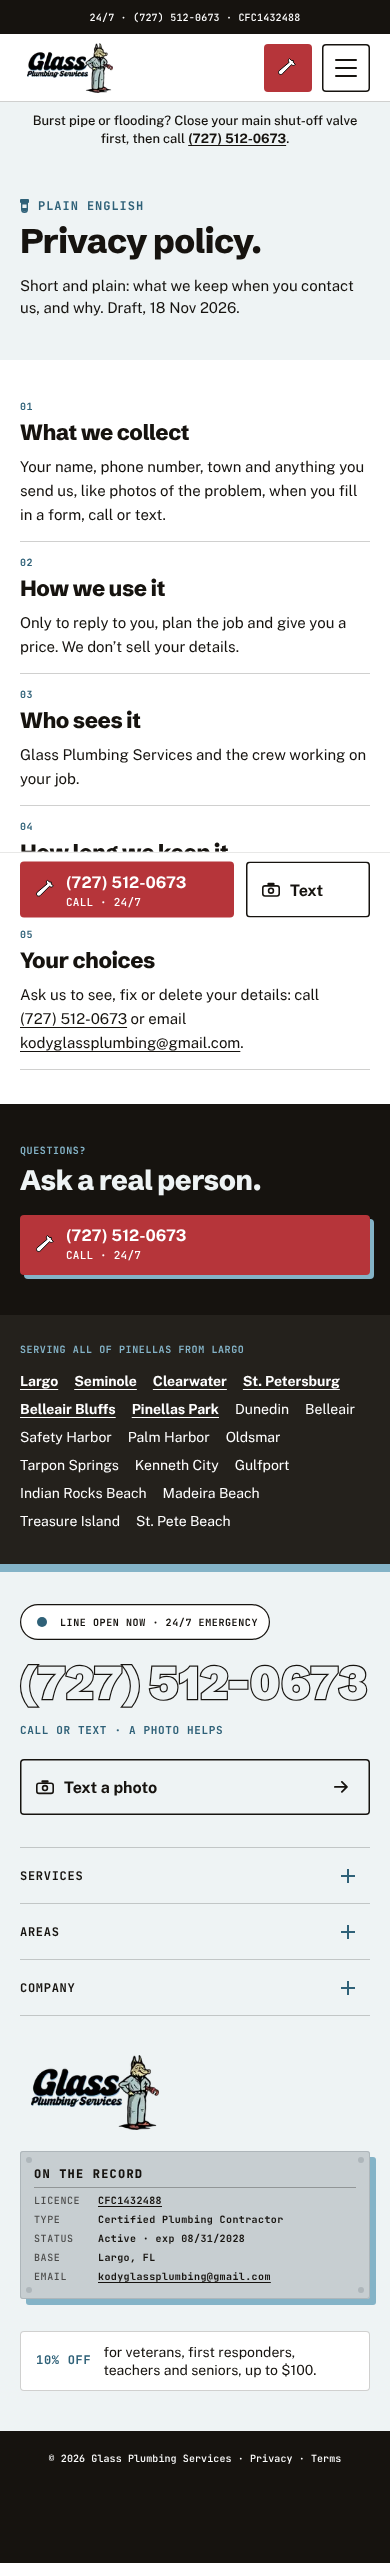 24/7 · (727) 512-0673 · CFC1432488
Glass
Plumbing Services
Burst pipe or flooding? Close your main shut-off valve
first, then call (727) 512-0673.
PLAIN ENGLISH
Privacy policy.
Short and plain: what we keep when you contact
us, and why. Draft, 18 Nov 2026.
01
What we collect
Your name, phone number, town and anything you
send us, like photos of the problem, when you fill
in a form, call or text.
02
How we use it
Only to reply to you, plan the job and give you a
price. We don't sell your details.
03
Who sees it
Glass Plumbing Services and the crew working on
your job.
04
How long we keep it
(727) 512-0673
CALL · 24/7
Text
05
Your choices
Ask us to see, fix or delete your details: call
(727) 512-0673 or email
kodyglassplumbing@gmail.com.
QUESTIONS?
Ask a real person.
(727) 512-0673
CALL · 24/7
SERVING ALL OF PINELLAS FROM LARGO
Largo Seminole Clearwater St. Petersburg
Belleair Bluffs Pinellas Park Dunedin Belleair
Safety Harbor Palm Harbor Oldsmar
Tarpon Springs Kenneth City Gulfport
Indian Rocks Beach Madeira Beach
Treasure Island St. Pete Beach
LINE OPEN NOW · 24/7 EMERGENCY
(727) 512-0673
CALL OR TEXT · A PHOTO HELPS
Text a photo
SERVICES
AREAS
COMPANY
Glass
Plumbing Services
ON THE RECORD
LICENCE CFC1432488
TYPE Certified Plumbing Contractor
STATUS Active · exp 08/31/2028
BASE Largo, FL
EMAIL kodyglassplumbing@gmail.com
10% OFF for veterans, first responders,
teachers and seniors, up to $100.
© 2026 Glass Plumbing Services · Privacy · Terms